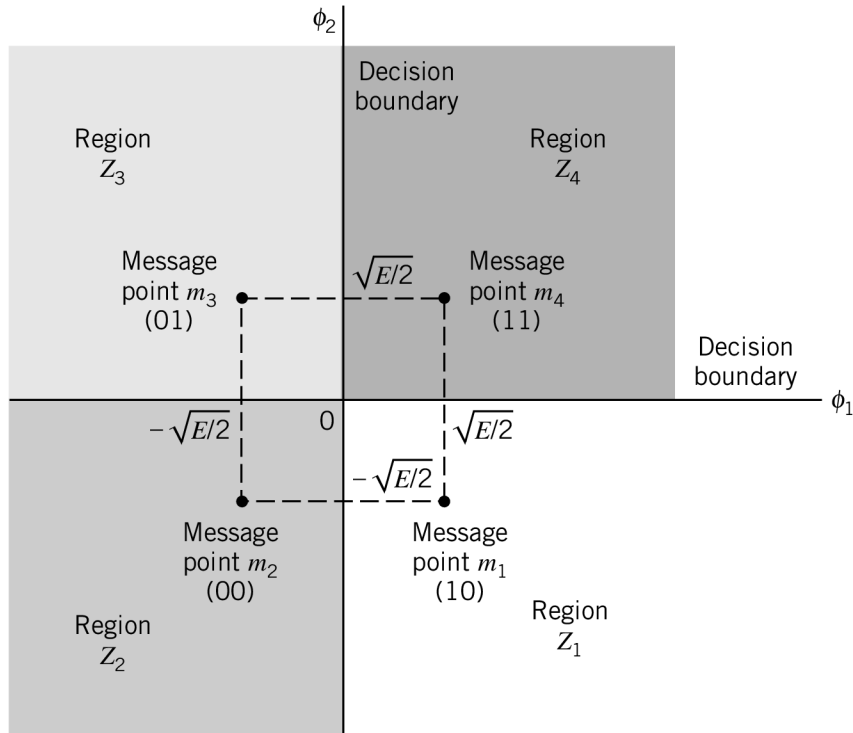 ϕ₂
Decision
boundary
Region
Z₃
Region
Z₄
Message
point m₃
(01)
√E/2
Message
point m₄
(11)
Decision
boundary
ϕ₁
−√E/2
0
√E/2
−√E/2
Message
point m₂
(00)
Message
point m₁
(10)
Region
Z₂
Region
Z₁